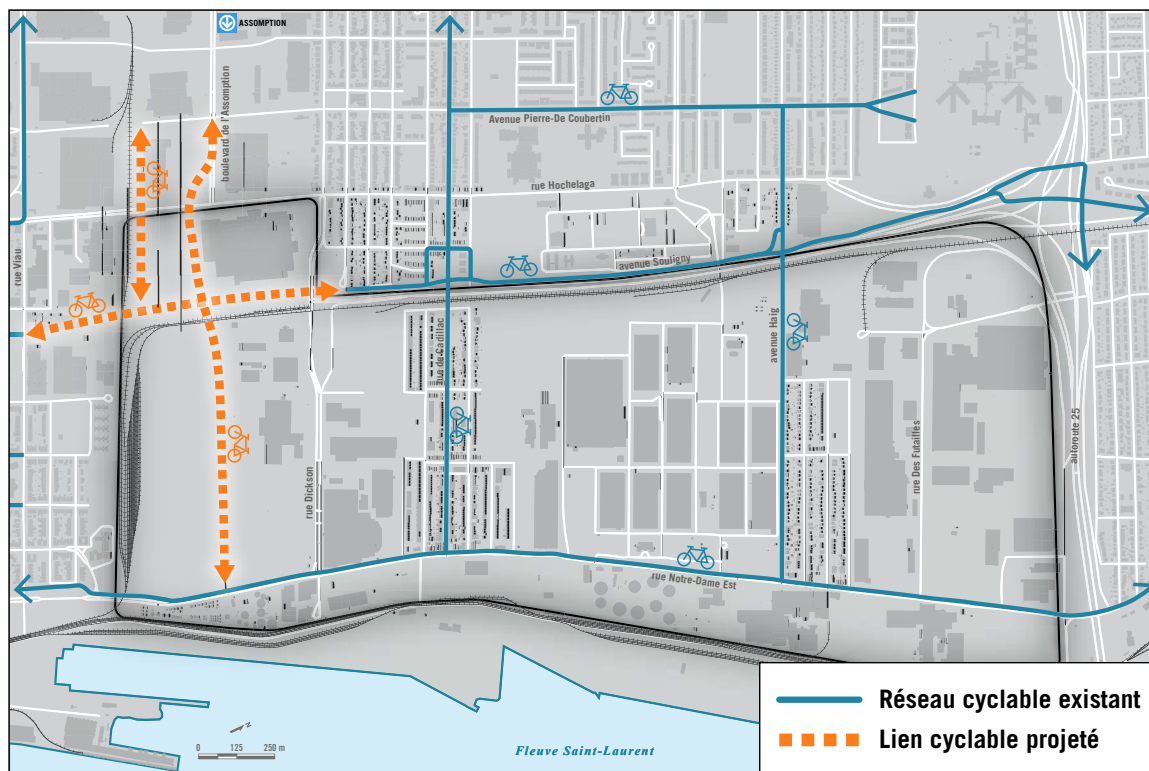 ASSOMPTION
boulevard de l'Assomption
Avenue Pierre-De Coubertin
rue Hochelaga
rue Viau
avenue Souligny
rue de Cadillac
avenue Haig
autoroute 25
rue Des Futailles
rue Dickson
rue Notre-Dame Est
N
0 125 250 m
Fleuve Saint-Laurent
Réseau cyclable existant
Lien cyclable projeté